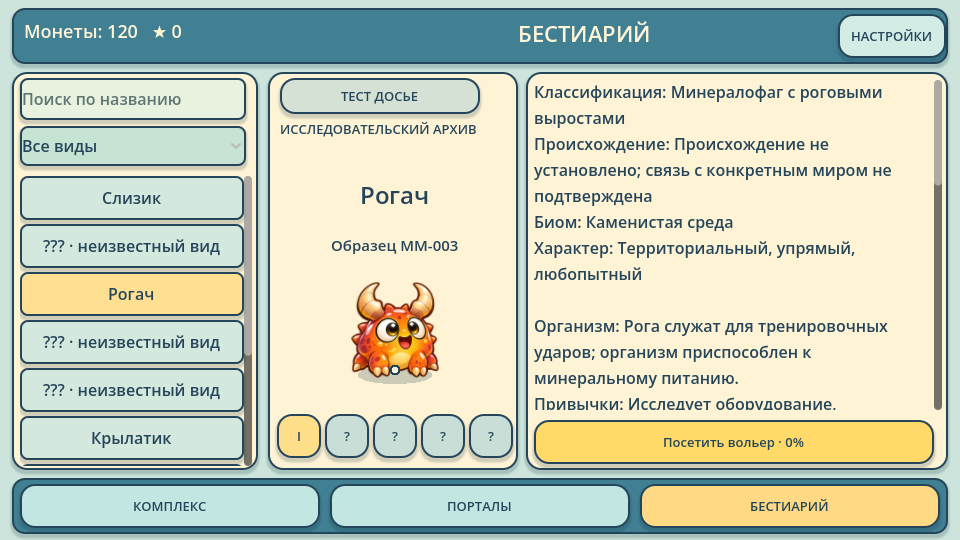 Монеты: 120 ★ 0
БЕСТИАРИЙ
НАСТРОЙКИ
Поиск по названию
Все виды
Слизик
??? · неизвестный вид
Рогач
??? · неизвестный вид
??? · неизвестный вид
Крылатик
ТЕСТ ДОСЬЕ
ИССЛЕДОВАТЕЛЬСКИЙ АРХИВ
Рогач
Образец ММ-003
I
?
?
?
?
Классификация: Минералофаг с роговыми
выростами
Происхождение: Происхождение не
установлено; связь с конкретным миром не
подтверждена
Биом: Каменистая среда
Характер: Территориальный, упрямый,
любопытный
Организм: Рога служат для тренировочных
ударов; организм приспособлен к
минеральному питанию.
Привычки: Исследует оборудование.
Посетить вольер · 0%
КОМПЛЕКС
ПОРТАЛЫ
БЕСТИАРИЙ